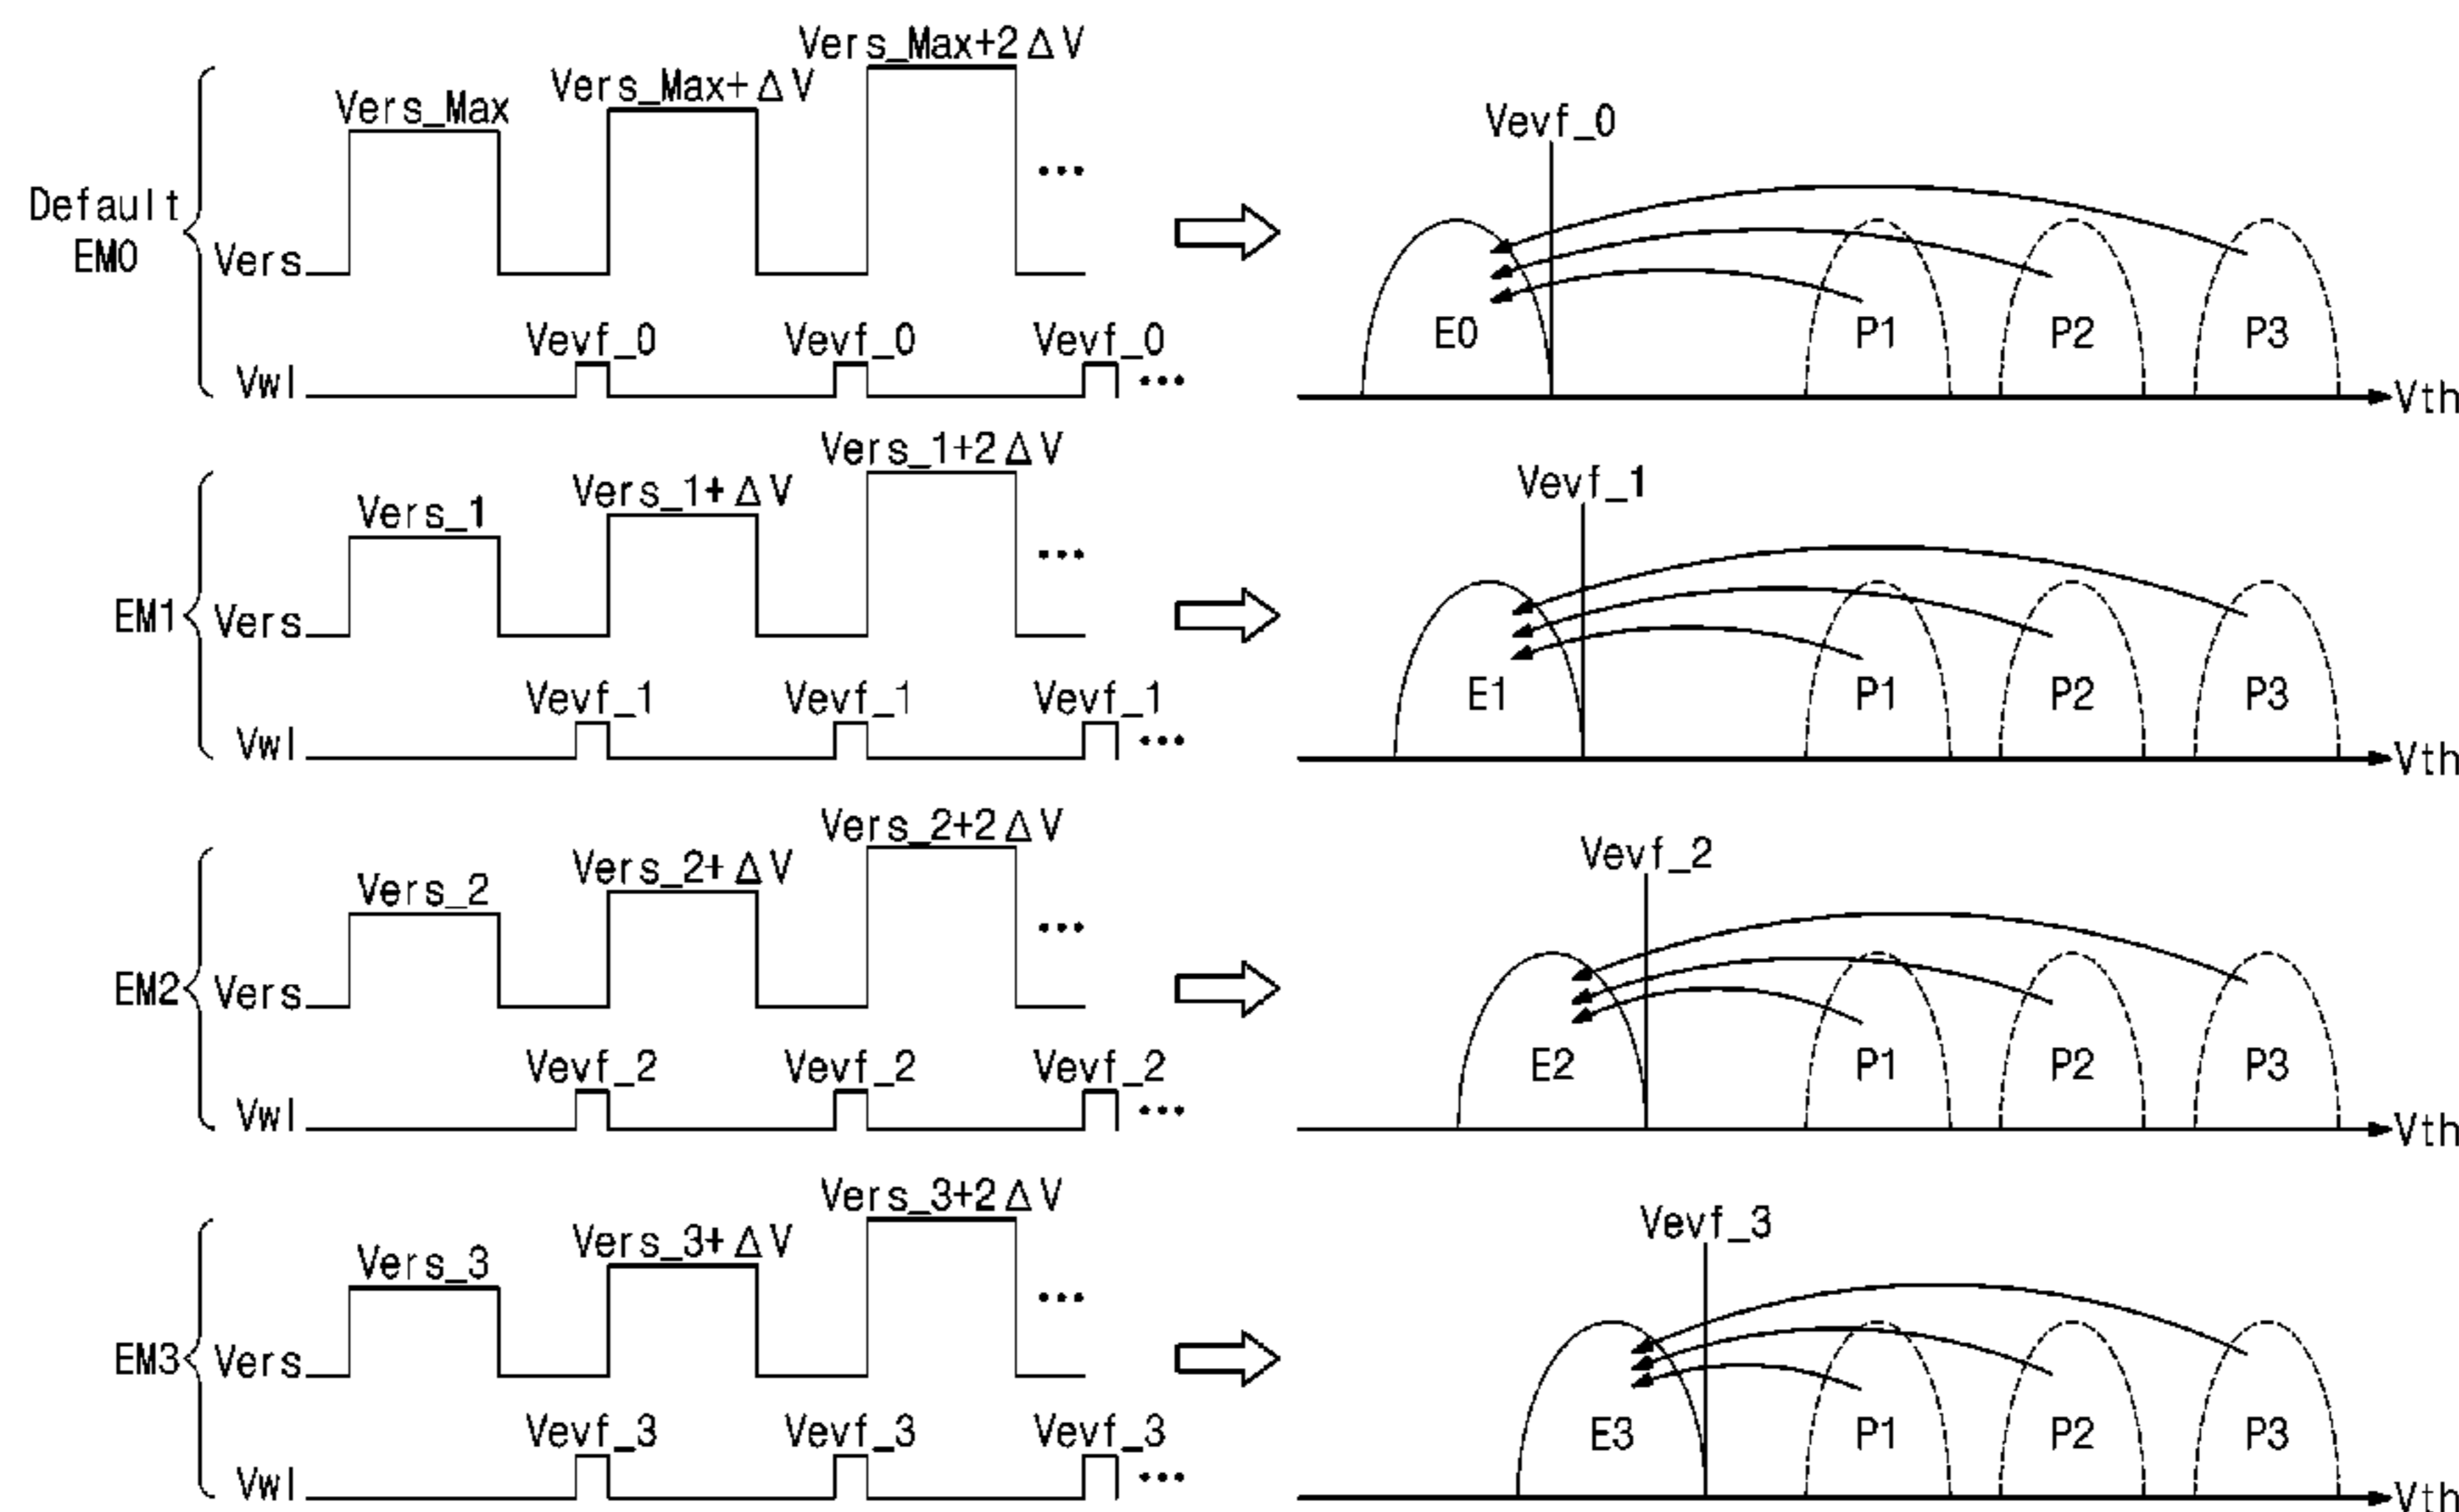 Vers_Max+2ΔV
Vers_Max+ΔV
Vers_Max
Vevf_0
Default
EM0
Vers
E0 P1 P2 P3
Vevf_0 Vevf_0 Vevf_0
Vwl
Vth
Vers_1+2ΔV
Vers_1+ΔV
Vers_1
Vevf_1
EM1
Vers
E1 P1 P2 P3
Vevf_1 Vevf_1 Vevf_1
Vwl
Vth
Vers_2+2ΔV
Vers_2+ΔV
Vers_2
Vevf_2
EM2
Vers
E2 P1 P2 P3
Vevf_2 Vevf_2 Vevf_2
Vwl
Vth
Vers_3+2ΔV
Vers_3+ΔV
Vers_3
Vevf_3
EM3
Vers
E3 P1 P2 P3
Vevf_3 Vevf_3 Vevf_3
Vwl
Vth